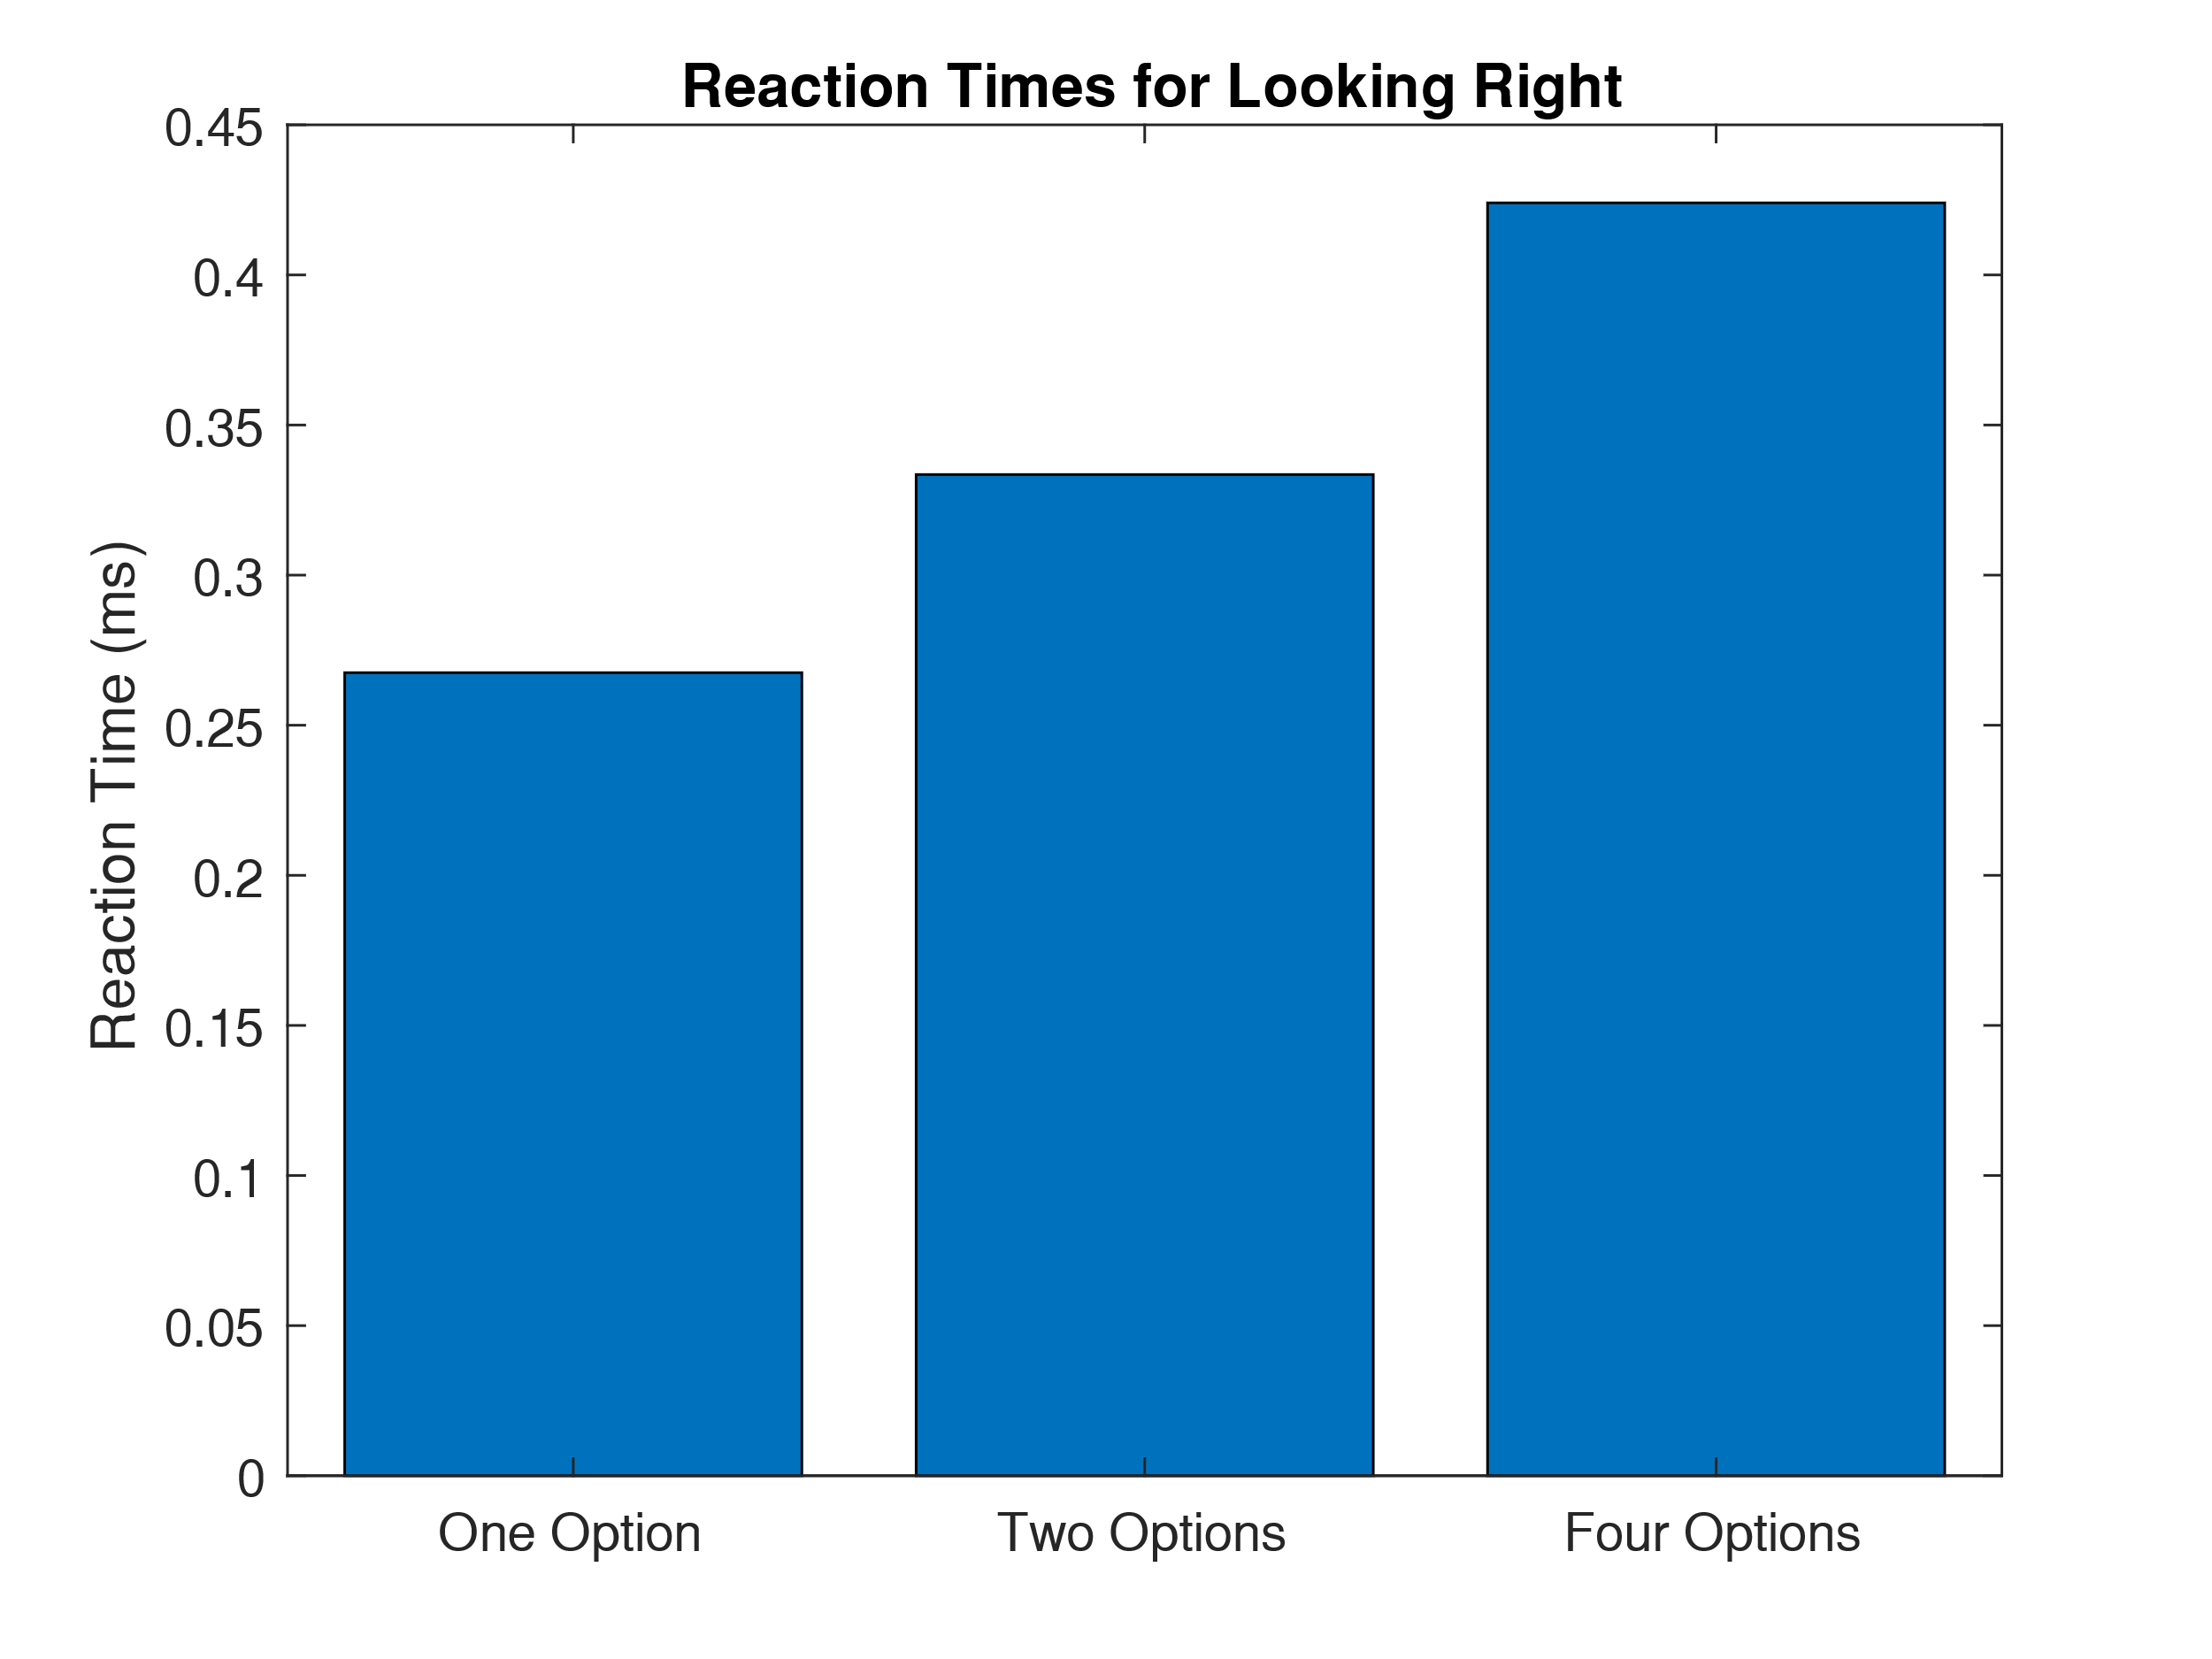 Reaction Times for Looking Right
0.45
0.4
0.35
0.3
0.25
0.2
0.15
0.1
0.05
0
Reaction Time (ms)
One Option
Two Options
Four Options